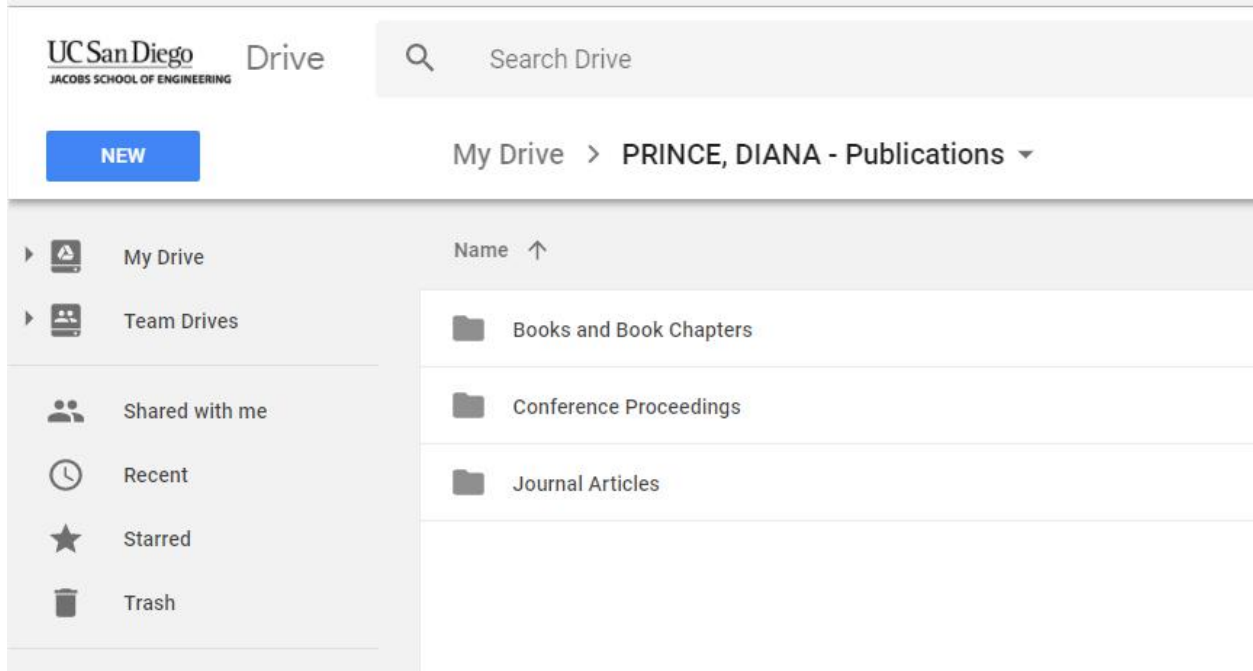 UC San Diego
JACOBS SCHOOL OF ENGINEERING
Drive
Search Drive
NEW
My Drive > PRINCE, DIANA - Publications
My Drive
Team Drives
Shared with me
Recent
Starred
Trash
Name ↑
Books and Book Chapters
Conference Proceedings
Journal Articles